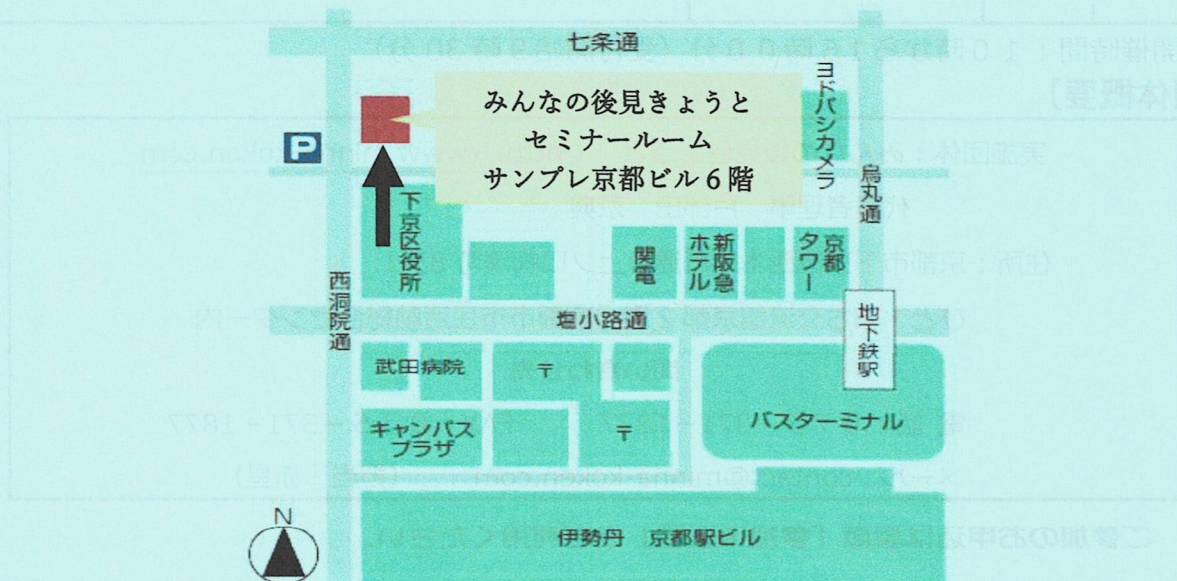 七条通
みんなの後見きょうと
セミナールーム
サンプレ京都ビル6階
ヨドバシカメラ
烏丸通
P
下京区役所
関電
新阪急
ホテル
京都
タワー
西洞院通
塩小路通
地下鉄駅
武田病院
〒
バスターミナル
キャンパス
プラザ
〒
伊勢丹 京都駅ビル
N